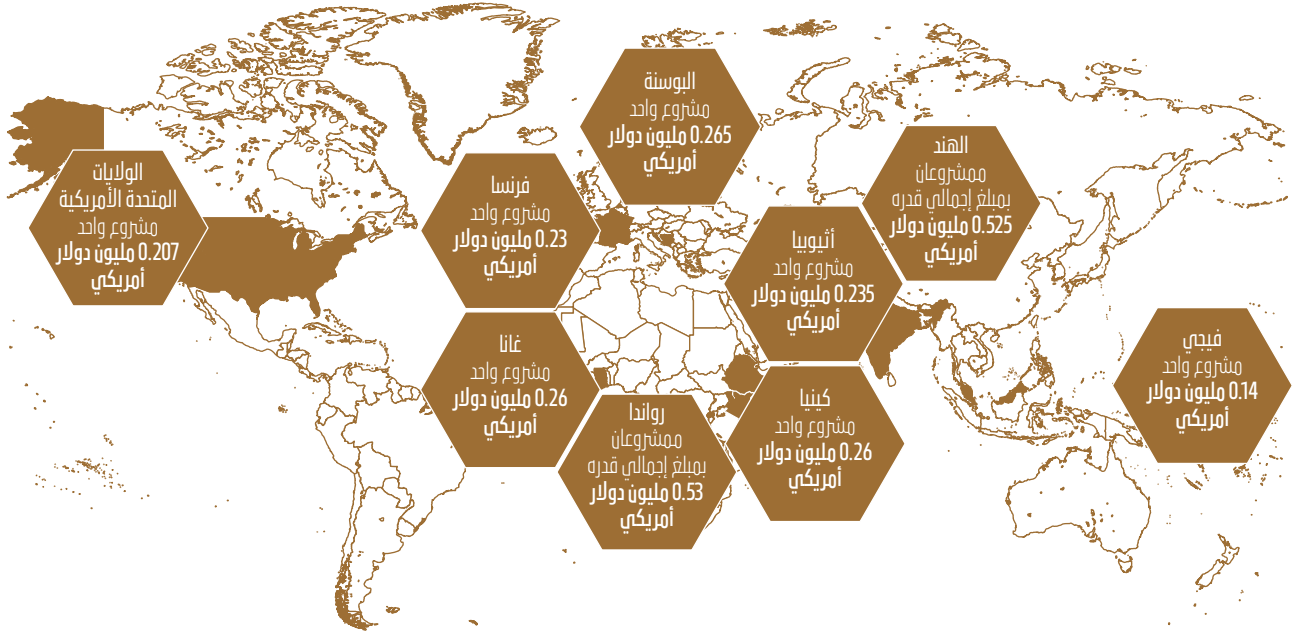 البوسنة
مشروع واحد
0.265 مليون دولار
أمريكي
الهند
ممشروعان
بمبلغ إجمالي قدره
0.525 مليون دولار
أمريكي
الولايات
المتحدة الأمريكية
مشروع واحد
0.207 مليون دولار
أمريكي
فرنسا
مشروع واحد
0.23 مليون دولار
أمريكي
أثيوبيا
مشروع واحد
0.235 مليون دولار
أمريكي
فيجي
مشروع واحد
0.14 مليون دولار
أمريكي
غانا
مشروع واحد
0.26 مليون دولار
أمريكي
كينيا
مشروع واحد
0.26 مليون دولار
أمريكي
رواندا
ممشروعان
بمبلغ إجمالي قدره
0.53 مليون دولار
أمريكي